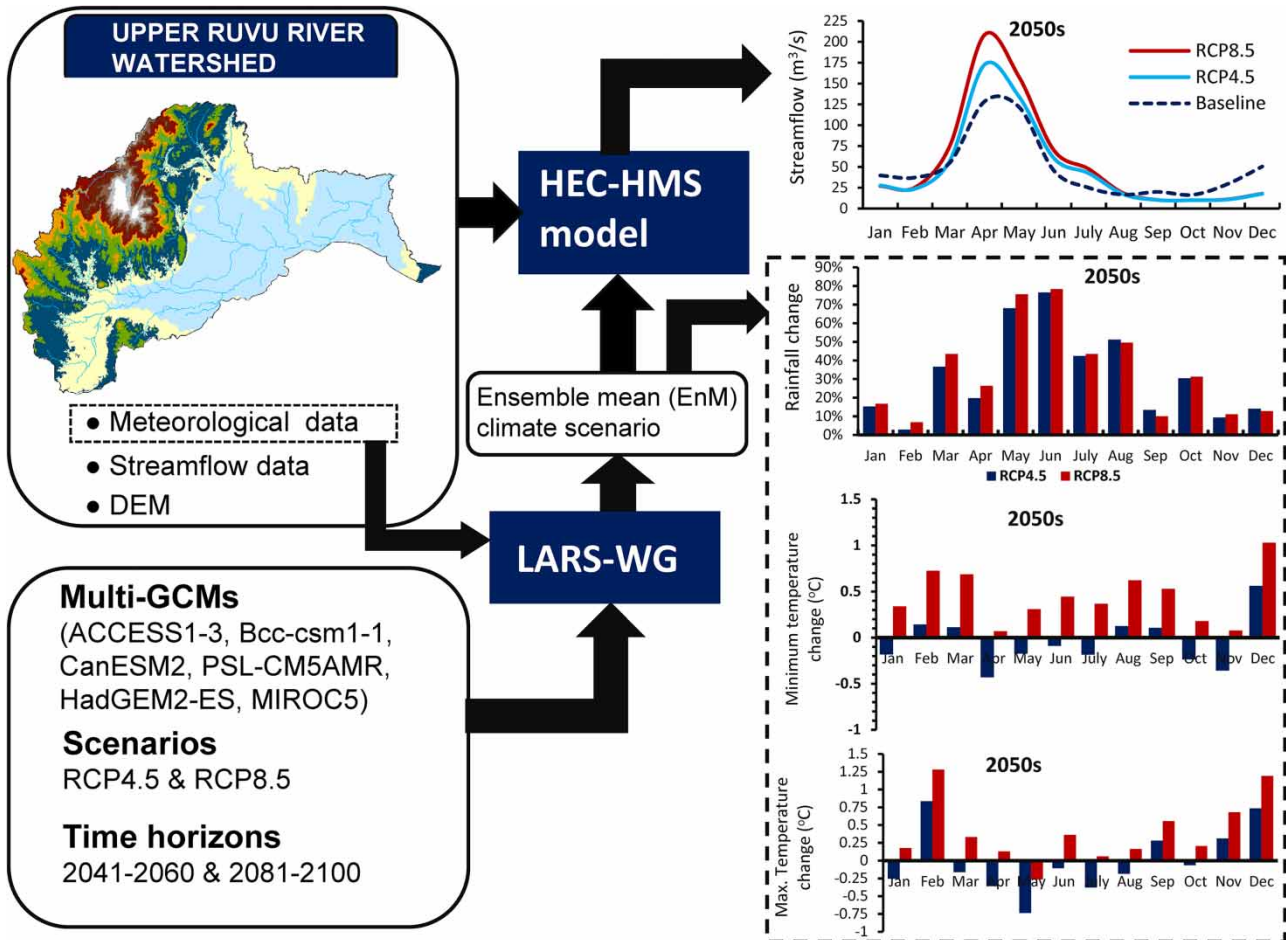 UPPER RUVU RIVER
WATERSHED
● Meteorological data
● Streamflow data
● DEM
Multi-GCMs
(ACCESS1-3, Bcc-csm1-1,
CanESM2, PSL-CM5AMR,
HadGEM2-ES, MIROC5)
Scenarios
RCP4.5 & RCP8.5
Time horizons
2041-2060 & 2081-2100
HEC-HMS
model
Ensemble mean (EnM)
climate scenario
LARS-WG
2050s
Streamflow (m³/s)
225
200
175
150
125
100
75
50
25
0
RCP8.5
RCP4.5
Baseline
Jan Feb Mar Apr May Jun July Aug Sep Oct Nov Dec
2050s
Rainfall change
90%
80%
70%
60%
50%
40%
30%
20%
10%
0%
Jan Feb Mar Apr May Jun July Aug Sep Oct Nov Dec
RCP4.5 RCP8.5
2050s
Minimum temperature
change (°C)
1.5
1
0.5
0
-0.5
-1
Jan Feb Mar Apr May Jun July Aug Sep Oct Nov Dec
2050s
Max. Temperature
change (°C)
1.5
1.25
1
0.75
0.5
0.25
0
-0.25
-0.5
-0.75
-1
Jan Feb Mar Apr May Jun July Aug Sep Oct Nov Dec